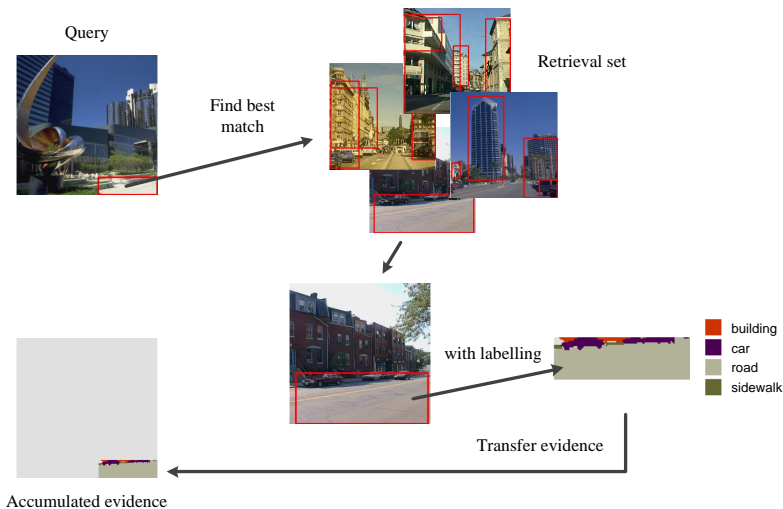 Query
Retrieval set
Find best
match
with labelling
building
car
road
sidewalk
Transfer evidence
Accumulated evidence